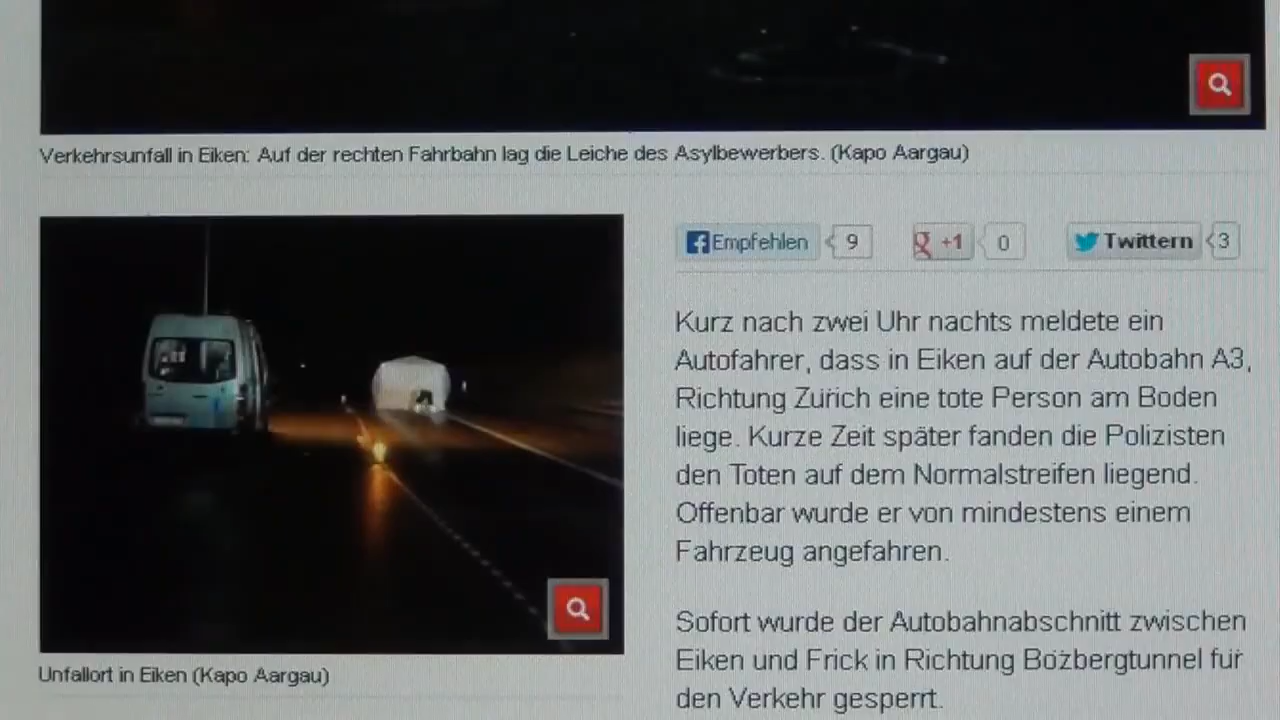 Verkehrsunfall in Eiken: Auf der rechten Fahrbahn lag die Leiche des Asylbewerbers. (Kapo Aargau)
Empfehlen 9 +1 0 Twittern 3
Kurz nach zwei Uhr nachts meldete ein
Autofahrer, dass in Eiken auf der Autobahn A3,
Richtung Zürich eine tote Person am Boden
liege. Kurze Zeit später fanden die Polizisten
den Toten auf dem Normalstreifen liegend.
Offenbar wurde er von mindestens einem
Fahrzeug angefahren.
Sofort wurde der Autobahnabschnitt zwischen
Eiken und Frick in Richtung Bözbergtunnel für
den Verkehr gesperrt.
Unfallort in Eiken (Kapo Aargau)